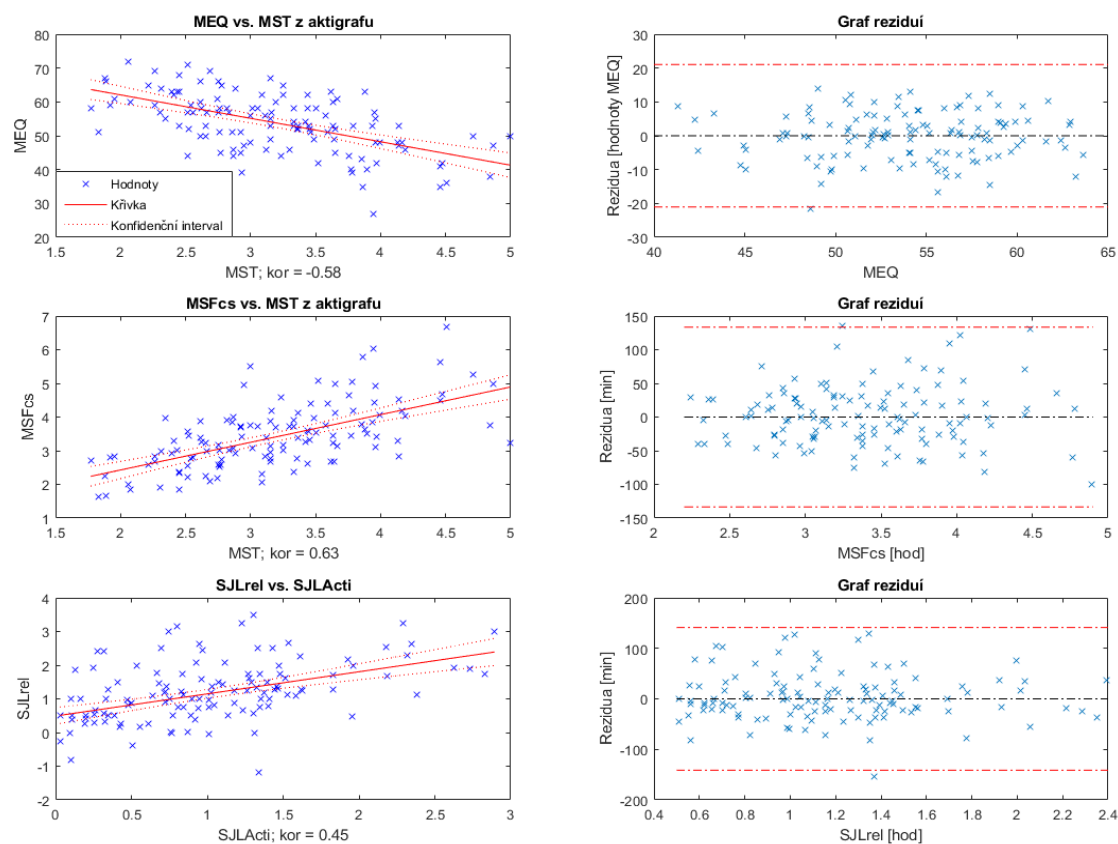 MEQ vs. MST z aktigrafu
80
70
60
50
40
30
20
MEQ
Hodnoty
Křivka
Konfidenční interval
1.5 2 2.5 3 3.5 4 4.5 5
MST; kor = -0.58
Graf reziduí
30
20
10
0
-10
-20
-30
Rezidua [hodnoty MEQ]
40 45 50 55 60 65
MEQ
MSFcs vs. MST z aktigrafu
7
6
5
4
3
2
1
MSFcs
1.5 2 2.5 3 3.5 4 4.5 5
MST; kor = 0.63
Graf reziduí
150
100
50
0
-50
-100
-150
Rezidua [min]
2 2.5 3 3.5 4 4.5 5
MSFcs [hod]
SJLrel vs. SJLActi
4
3
2
1
0
-1
-2
SJLrel
0 0.5 1 1.5 2 2.5 3
SJLActi; kor = 0.45
Graf reziduí
200
100
0
-100
-200
Rezidua [min]
0.4 0.6 0.8 1 1.2 1.4 1.6 1.8 2 2.2 2.4
SJLrel [hod]